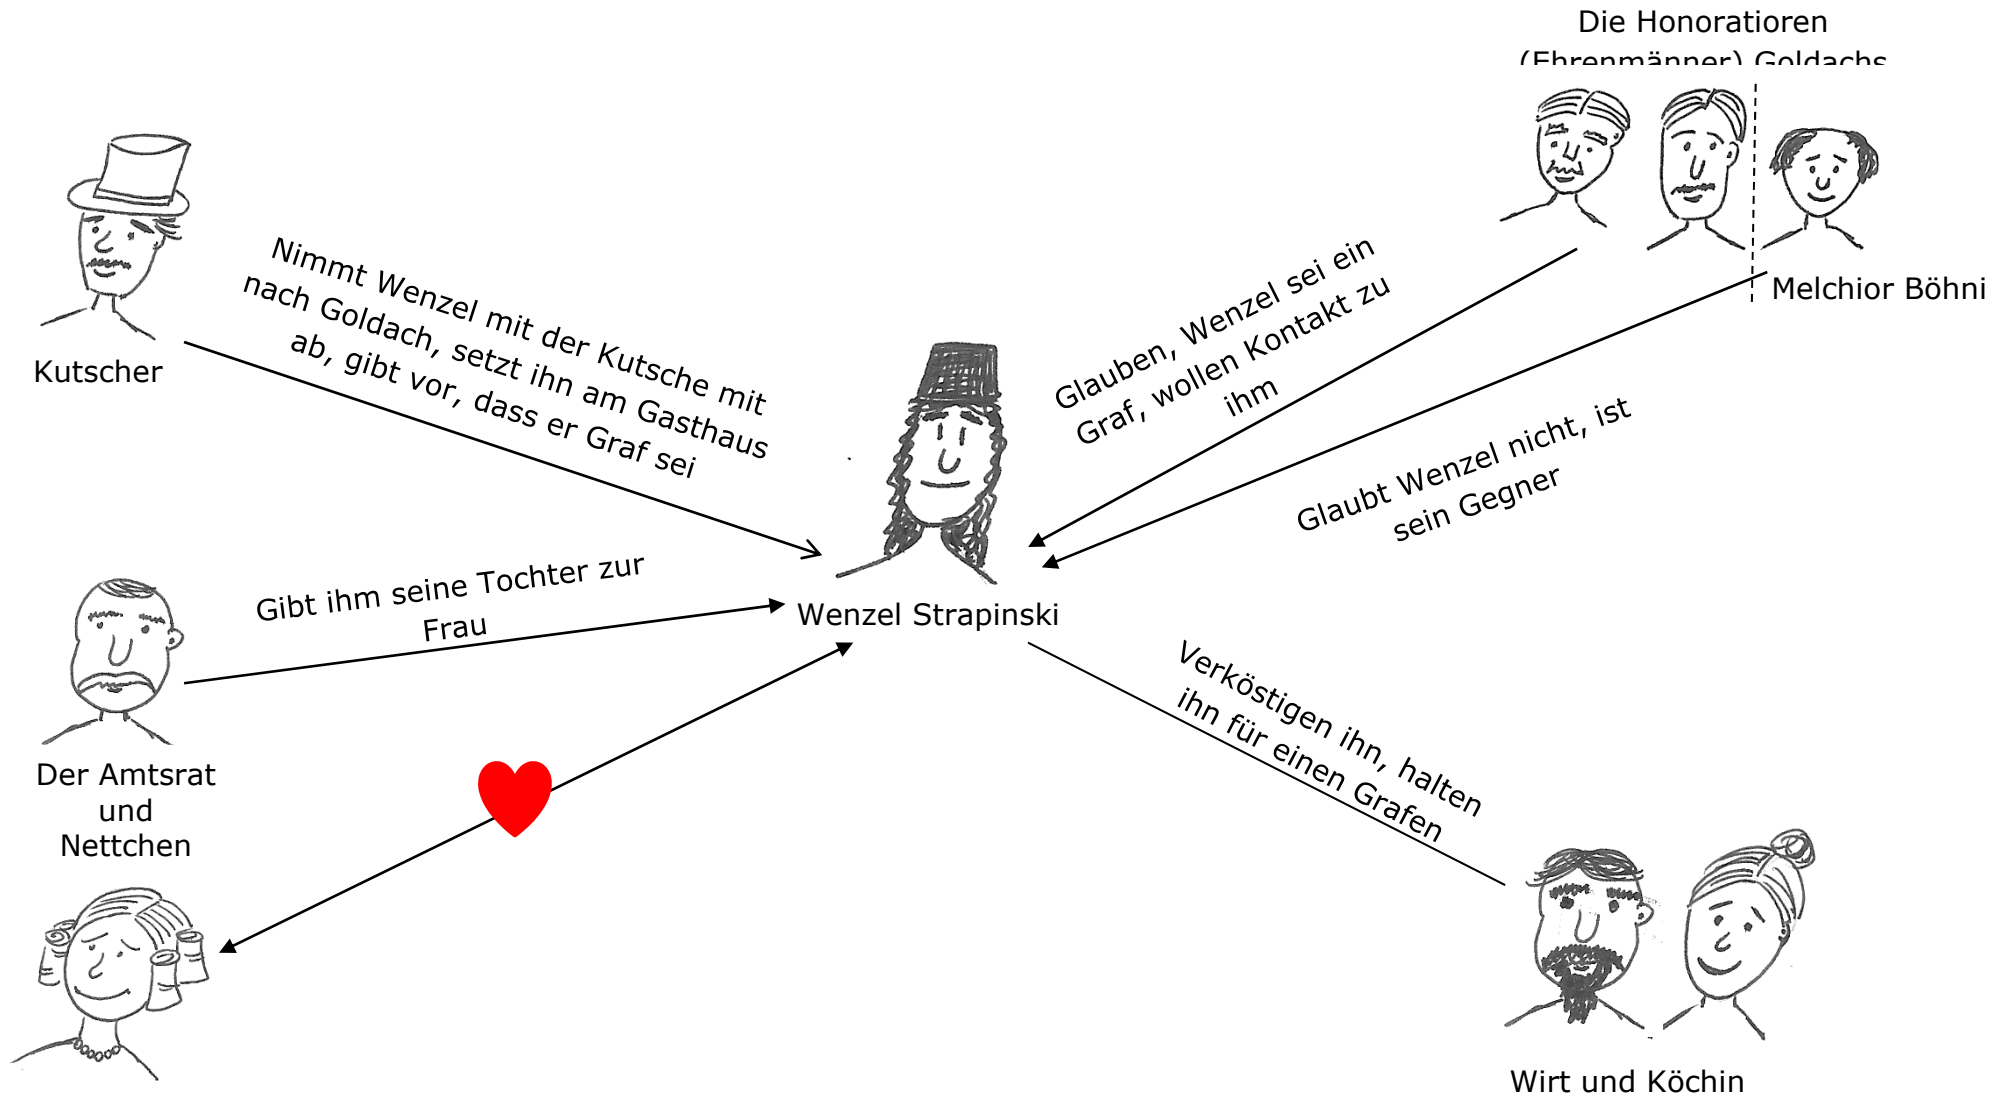 Die Honoratioren
(Ehrenmänner) Goldachs
Melchior Böhni
Kutscher
Nimmt Wenzel mit der Kutsche mit
nach Goldach, setzt ihn am Gasthaus
ab, gibt vor, dass er Graf sei
Glauben, Wenzel sei ein
Graf, wollen Kontakt zu
ihm
Glaubt Wenzel nicht, ist
sein Gegner
Gibt ihm seine Tochter zur
Frau
Wenzel Strapinski
Der Amtsrat
und
Nettchen
Verköstigen ihn, halten
ihn für einen Grafen
Wirt und Köchin